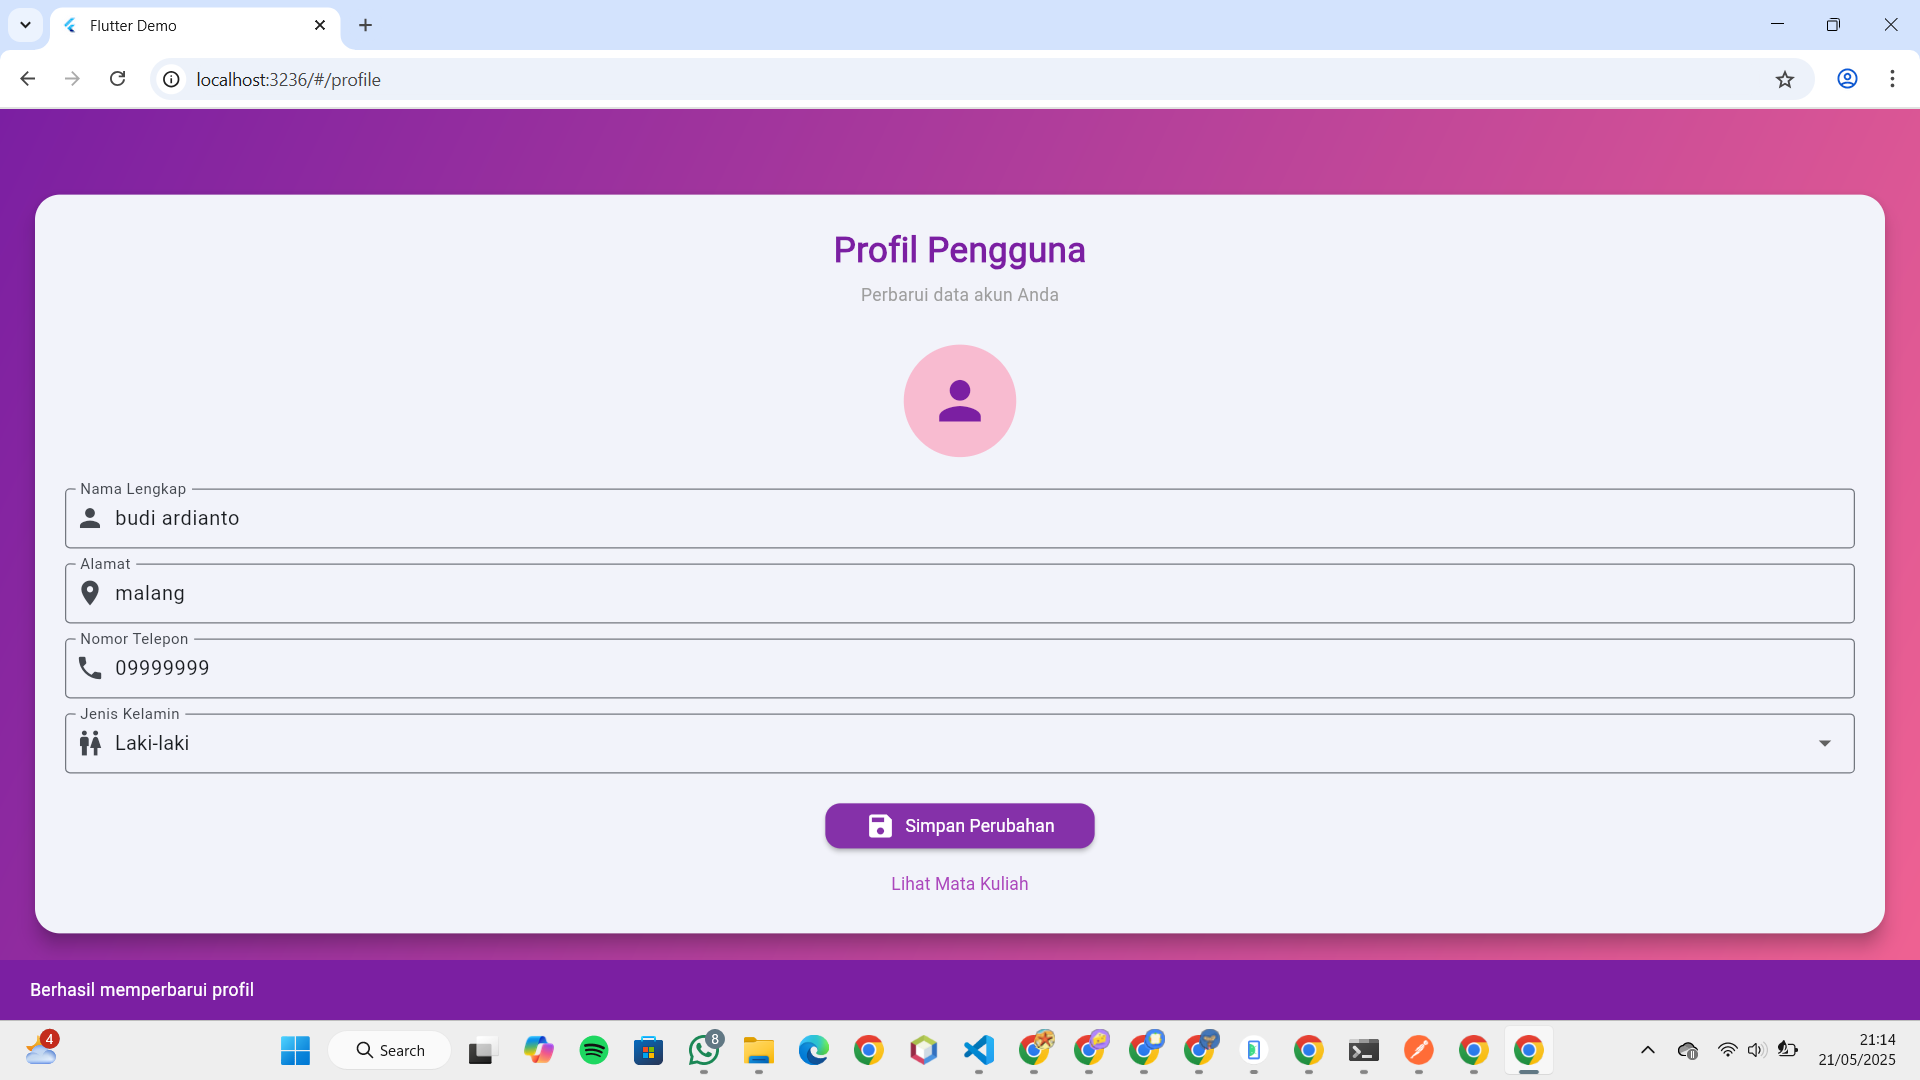 Flutter Demo
localhost:3236/#/profile
Profil Pengguna
Perbarui data akun Anda
Nama Lengkap
budi ardianto
Alamat
malang
Nomor Telepon
09999999
Jenis Kelamin
Laki-laki
Simpan Perubahan
Lihat Mata Kuliah
Berhasil memperbarui profil
4
Search
8
21:14
21/05/2025